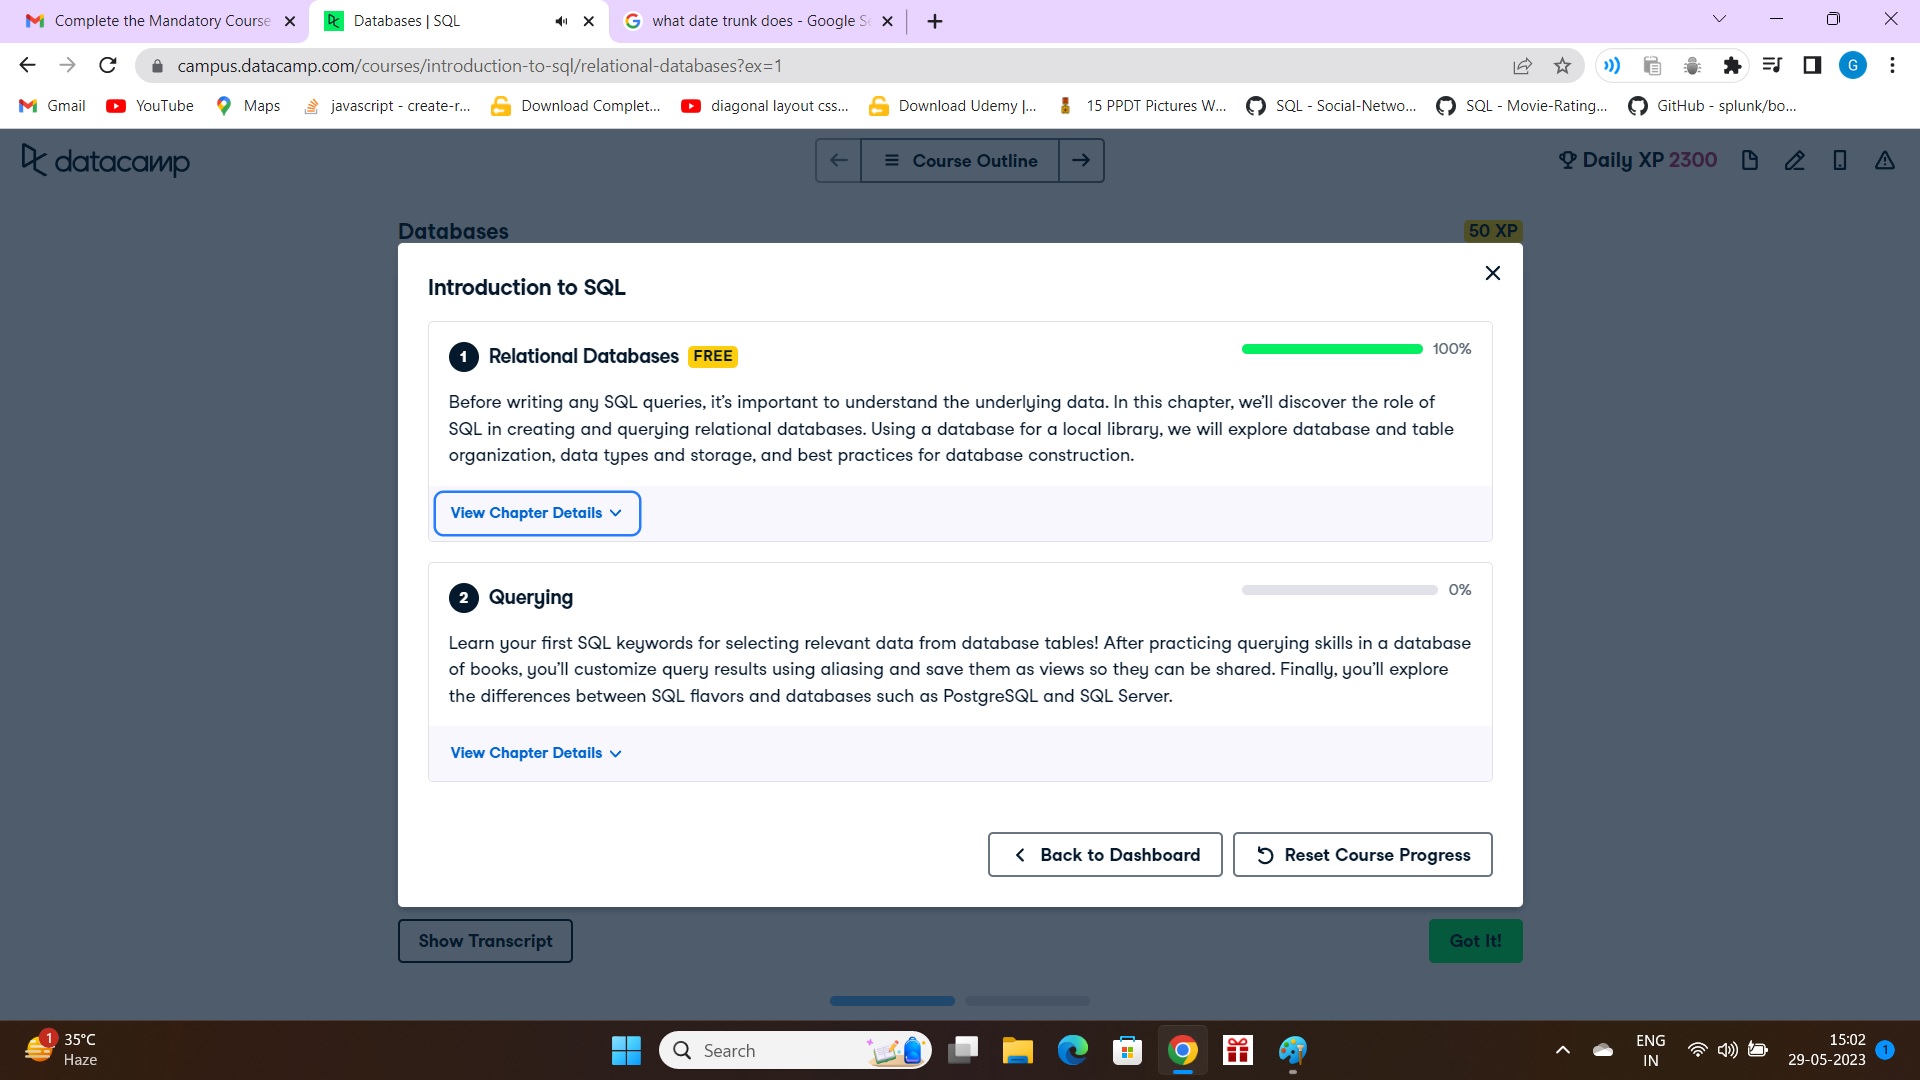 Complete the Mandatory Course
Databases | SQL
what date trunk does - Google Se
campus.datacamp.com/courses/introduction-to-sql/relational-databases?ex=1
G
Gmail
YouTube
Maps
javascript - create-r...
Download Complet...
diagonal layout css...
Download Udemy |...
15 PPDT Pictures W...
SQL - Social-Netwo...
SQL - Movie-Rating...
GitHub - splunk/bo...
datacamp
Course Outline
Daily XP 2300
Databases
50 XP
Introduction to SQL
1 Relational Databases FREE
100%
Before writing any SQL queries, it's important to understand the underlying data. In this chapter, we'll discover the role of
SQL in creating and querying relational databases. Using a database for a local library, we will explore database and table
organization, data types and storage, and best practices for database construction.
View Chapter Details
2 Querying
0%
Learn your first SQL keywords for selecting relevant data from database tables! After practicing querying skills in a database
of books, you'll customize query results using aliasing and save them as views so they can be shared. Finally, you'll explore
the differences between SQL flavors and databases such as PostgreSQL and SQL Server.
View Chapter Details
Back to Dashboard
Reset Course Progress
Show Transcript
Got It!
1
35°C
Haze
Search
ENG
IN
15:02
29-05-2023
1